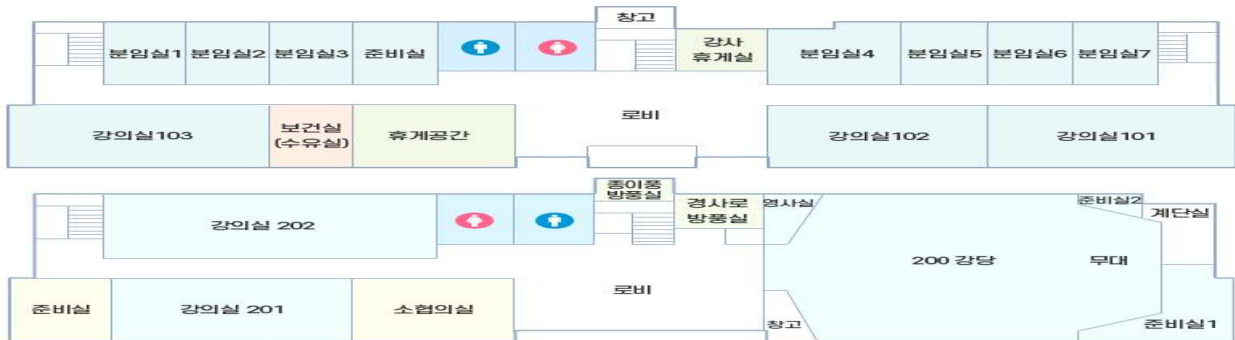 창고
분임실1 분임실2 분임실3 준비실 강사 분임실4 분임실5 분임실6 분임실7
휴게실
강의실103 보건실 휴게공간 로비 강의실102 강의실101
(수유실)
종이풍
방풍실
강의실 202 경사로 영사실 200 강당 무대 준비실2 계단실
방풍실
준비실 강의실 201 소협의실 로비 창고 준비실1